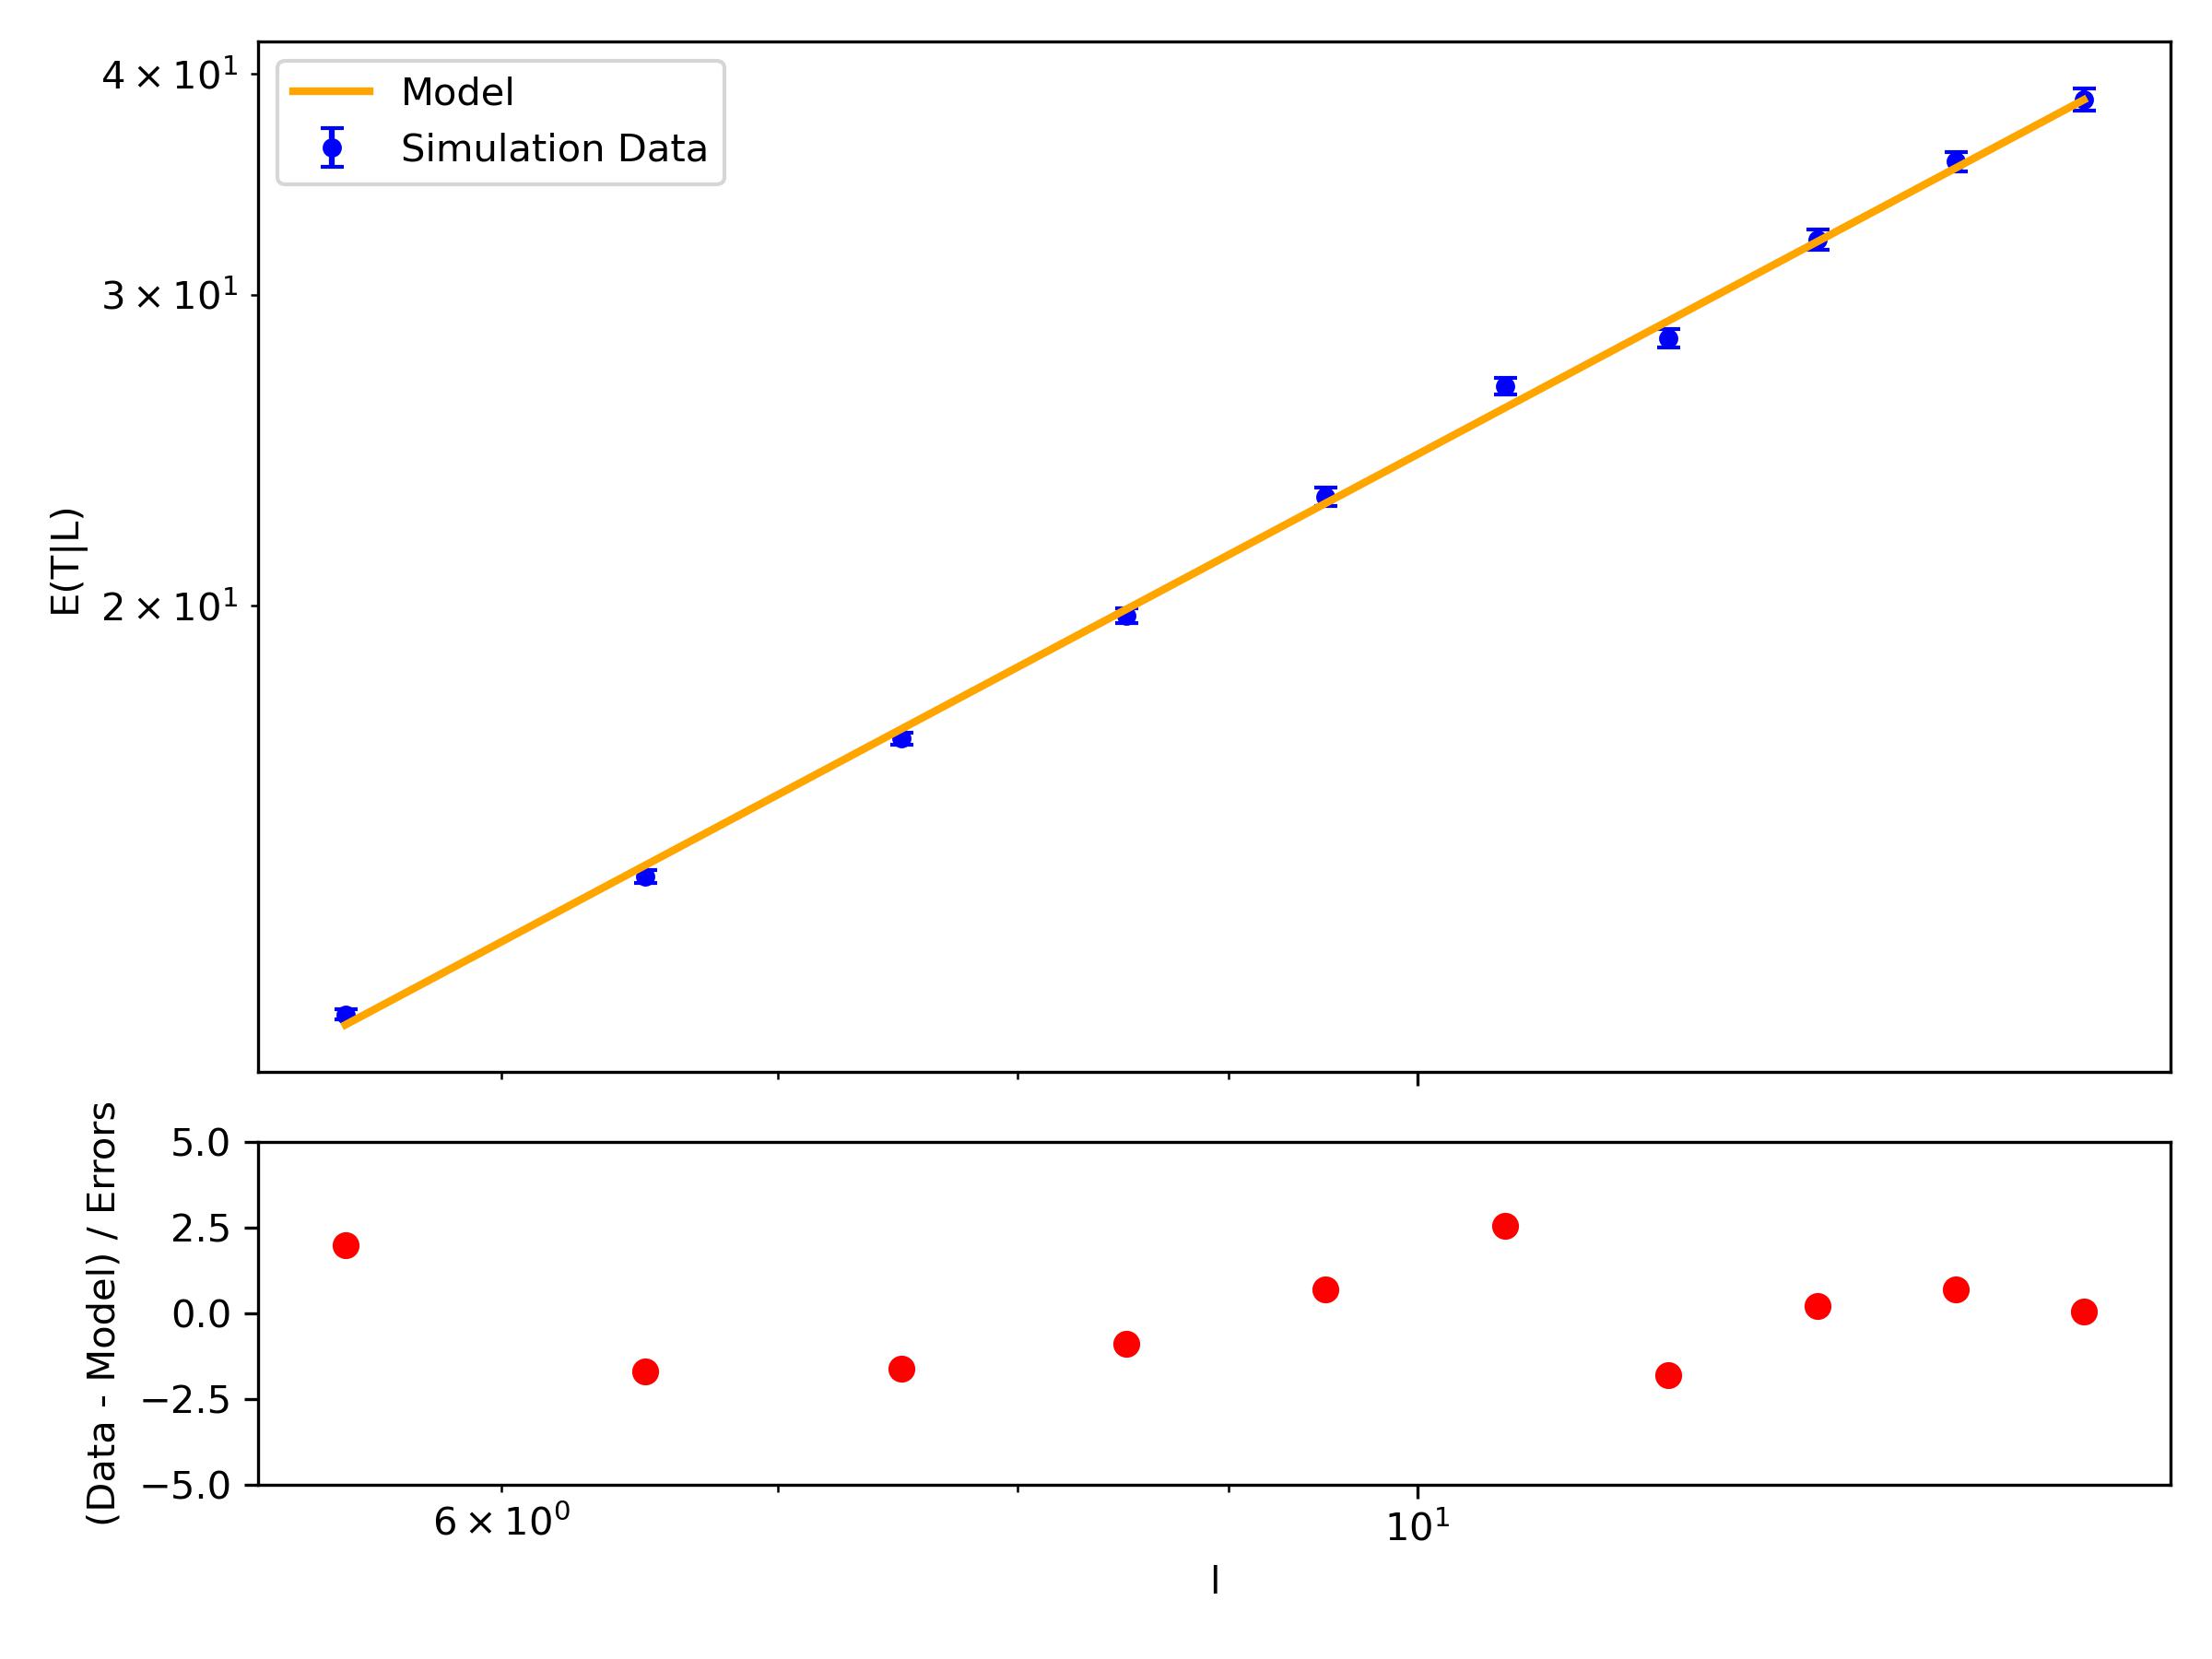 4 × 10¹
3 × 10¹
2 × 10¹
E(T|L)
Model
Simulation Data
5.0
2.5
0.0
−2.5
−5.0
(Data - Model) / Errors
6 × 10⁰
10¹
l